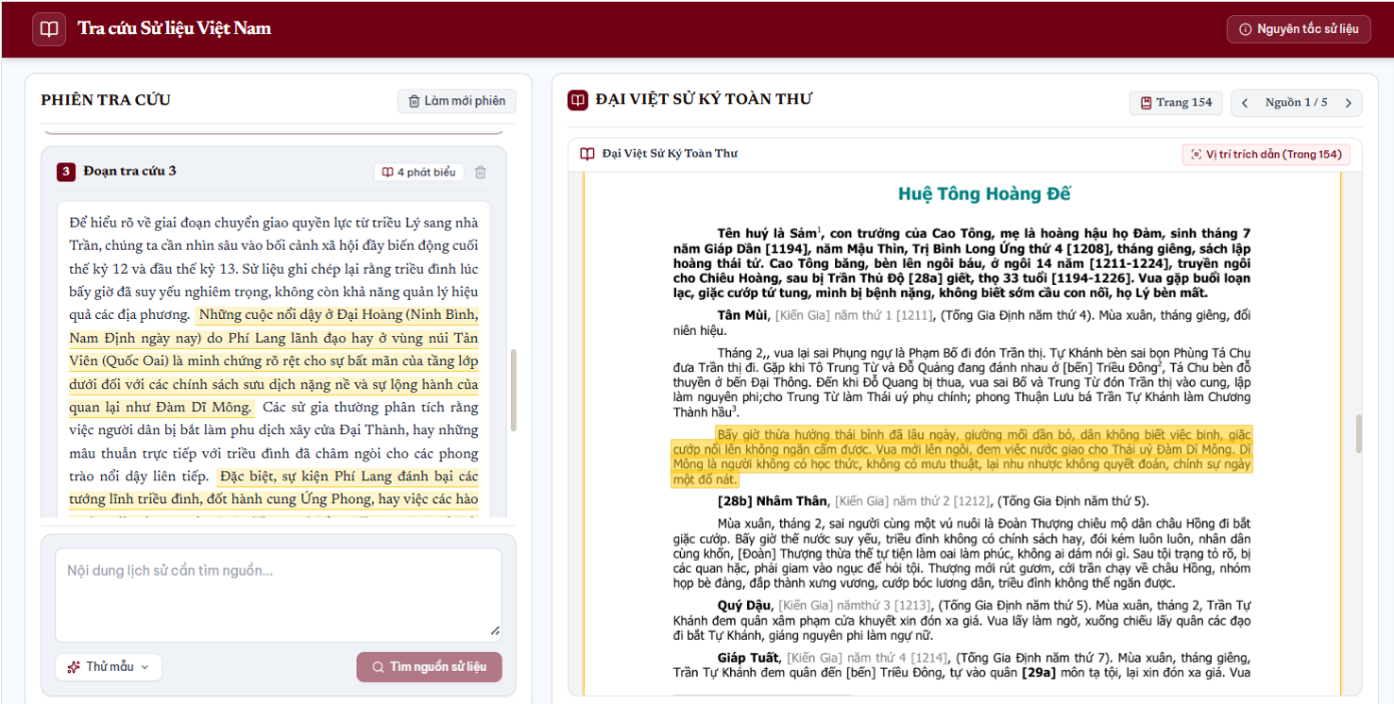 Tra cứu Sử liệu Việt Nam
Nguyên tắc sử liệu
PHIÊN TRA CỨU
Làm mới phiên
3 Đoạn tra cứu 3
4 phát biểu
Để hiểu rõ về giai đoạn chuyển giao quyền lực từ triều Lý sang nhà
Trần, chúng ta cần nhìn sâu vào bối cảnh xã hội đầy biến động cuối
thế kỷ 12 và đầu thế kỷ 13. Sử liệu ghi chép lại rằng triều đình lúc
bấy giờ đã suy yếu nghiêm trọng, không còn khả năng quản lý hiệu
quả các địa phương. Những cuộc nổi dậy ở Đại Hoàng (Ninh Bình,
Nam Định ngày nay) do Phí Lang lãnh đạo hay ở vùng núi Tản
Viên (Quốc Oai) là minh chứng rõ rệt cho sự bất mãn của tầng lớp
dưới đối với các chính sách sưu dịch nặng nề và sự lộng hành của
quan lại như Đàm Dĩ Mông. Các sử gia thường phân tích rằng
việc người dân bị bắt làm phu dịch xây cửa Đại Thành, hay những
mâu thuẫn trực tiếp với triều đình đã châm ngòi cho các phong
trào nổi dậy liên tiếp. Đặc biệt, sự kiện Phí Lang đánh bại các
tướng lĩnh triều đình, đốt hành cung Ứng Phong, hay việc các hào
Nội dung lịch sử cần tìm nguồn...
Thử mẫu
Tìm nguồn sử liệu
ĐẠI VIỆT SỬ KÝ TOÀN THƯ
Trang 154
Nguồn 1 / 5
Đại Việt Sử Ký Toàn Thư
Vị trí trích dẫn (Trang 154)
Huệ Tông Hoàng Đế
Tên huý là Sảm1, con trưởng của Cao Tông, mẹ là hoàng hậu họ Đàm, sinh tháng 7
năm Giáp Dần [1194], năm Mậu Thìn, Trị Bình Long Ứng thứ 4 [1208], tháng giêng, sách lập
hoàng thái tử. Cao Tông băng, bèn lên ngôi báu, ở ngôi 14 năm [1211-1224], truyền ngôi
cho Chiêu Hoàng, sau bị Trần Thủ Độ [28a] giết, thọ 33 tuổi [1194-1226]. Vua gặp buổi loạn
lạc, giặc cướp tứ tung, mình bị bệnh nặng, không biết sớm cầu con nối, họ Lý bèn mất.
Tân Mùi, [Kiến Gia] năm thứ 1 [1211], (Tống Gia Định năm thứ 4). Mùa xuân, tháng giêng, đổi
niên hiệu.
Tháng 2,, vua lại sai Phụng ngự là Phạm Bố đi đón Trần thị. Tự Khánh bèn sai bọn Phùng Tá Chu
đưa Trần thị đi. Gặp khi Tô Trung Từ và Đỗ Quảng đang đánh nhau ở [bến] Triều Đông2, Tá Chu bèn đỗ
thuyền ở bến Đại Thông. Đến khi Đỗ Quang bị thua, vua sai Bố và Trung Từ đón Trần thị vào cung, lập
làm nguyên phi;cho Trung Từ làm Thái uý phụ chính; phong Thuận Lưu bá Trần Tự Khánh làm Chương
Thành hầu3.
Bấy giờ thừa hưởng thái bình đã lâu ngày, giường mối dần bỏ, dân không biết việc binh, giặc
cướp nổi lên không ngăn cấm được. Vua mới lên ngôi, đem việc nước giao cho Thái uỷ Đàm Dĩ Mông. Dĩ
Mông là người không có học thức, không có mưu thuật, lại nhu nhược không quyết đoán, chính sự ngày
một đổ nát.
[28b] Nhâm Thân, [Kiến Gia] năm thứ 2 [1212], (Tống Gia Định năm thứ 5).
Mùa xuân, tháng 2, sai người cùng một vú nuôi là Đoàn Thượng chiêu mộ dân châu Hồng đi bắt
giặc cướp. Bấy giờ thế nước suy yếu, triều đình không có chính sách hay, đói kém luôn luôn, nhân dân
cùng khốn, [Đoàn] Thượng thừa thế tự tiện làm oai làm phúc, không ai dám nói gì. Sau tội trạng tỏ rõ, bị
các quan hặc, phải giam vào ngục để hỏi tội. Thượng mới rút gươm, cởi trần chạy về châu Hồng, nhóm
họp bè đảng, đắp thành xưng vương, cướp bóc lương dân, triều đình không thể ngăn được.
Quý Dậu, [Kiến Gia] nămthứ 3 [1213], (Tống Gia Định năm thứ 5). Mùa xuân, tháng 2, Trần Tự
Khánh đem quân xâm phạm cửa khuyết xin đón xa giá. Vua lấy làm ngờ, xuống chiếu lấy quân các đạo
đi bắt Tự Khánh, giáng nguyên phi làm ngự nữ.
Giáp Tuất, [Kiến Gia] năm thứ 4 [1214], (Tống Gia Định năm thứ 7). Mùa xuân, tháng giêng,
Trần Tự Khánh đem quân đến [bến] Triều Đông, tự vào quân [29a] môn tạ tội, lại xin đón xa giá. Vua